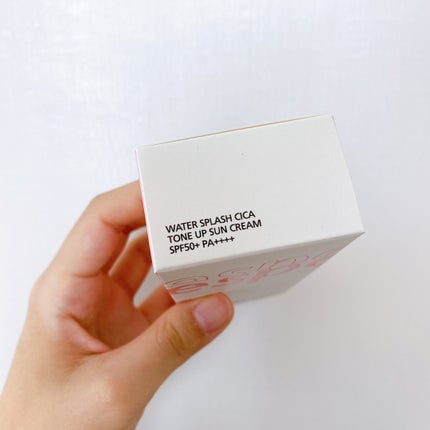 WATER SPLASH CICA
TONE UP SUN CREAM
SPF50+ PA++++